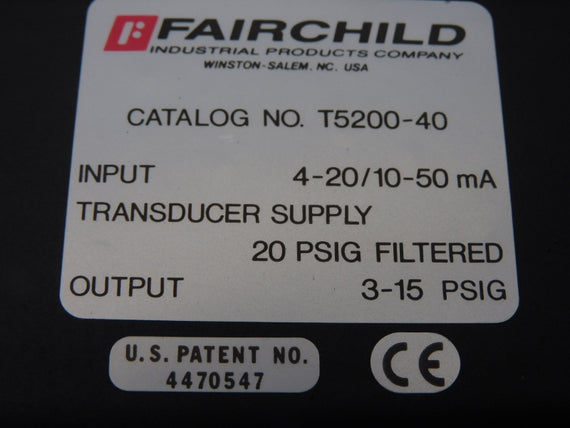 FAIRCHILD
INDUSTRIAL PRODUCTS COMPANY
WINSTON-SALEM, NC. USA
CATALOG NO. T5200-40
INPUT 4-20/10-50 mA
TRANSDUCER SUPPLY
20 PSIG FILTERED
OUTPUT 3-15 PSIG
U.S. PATENT NO.
4470547
CE